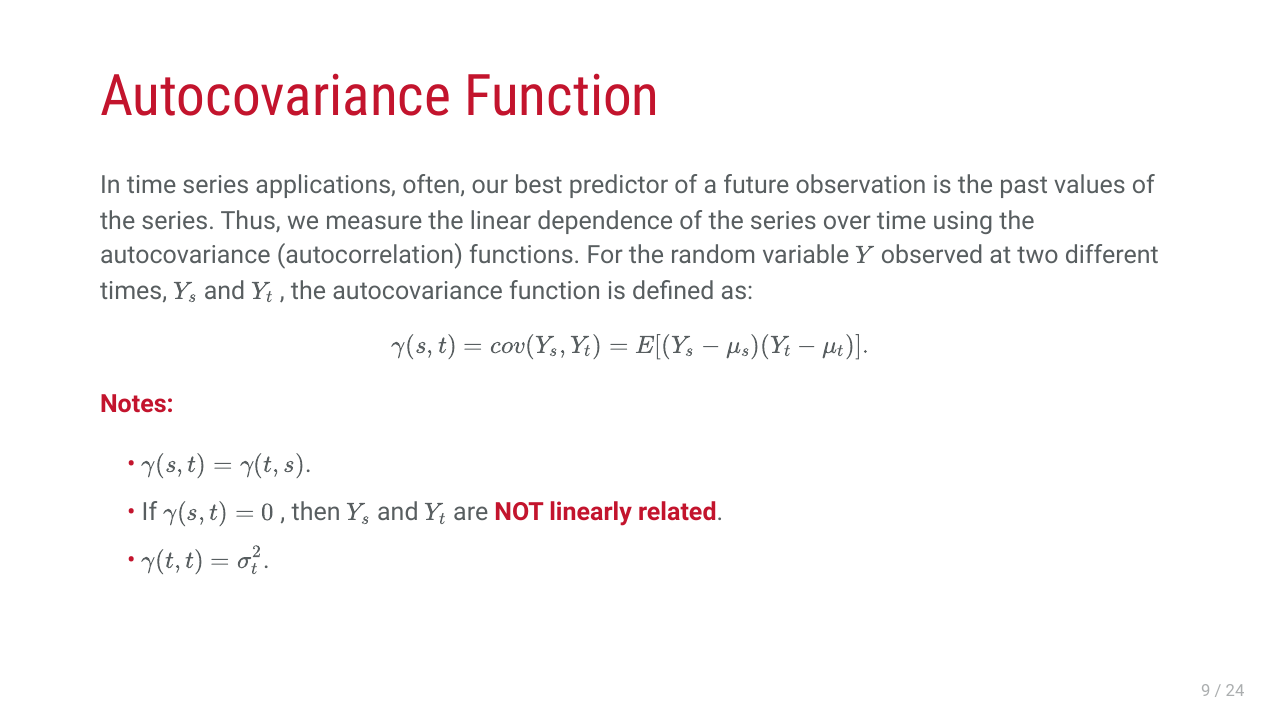 Autocovariance Function
In time series applications, often, our best predictor of a future observation is the past values of
the series. Thus, we measure the linear dependence of the series over time using the
autocovariance (autocorrelation) functions. For the random variable Y observed at two different
times, Y_s and Y_t , the autocovariance function is defined as:
γ(s, t) = cov(Y_s, Y_t) = E[(Y_s − μ_s)(Y_t − μ_t)].
Notes:
• γ(s, t) = γ(t, s).
• If γ(s, t) = 0 , then Y_s and Y_t are NOT linearly related.
• γ(t, t) = σ_t^2.
9 / 24